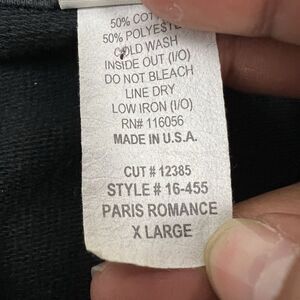 50% COT
50% POLYEST
COLD WASH
INSIDE OUT (I/O)
DO NOT BLEACH
LINE DRY
LOW IRON (I/O)
RN# 116056
MADE IN U.S.A.
CUT # 12385
STYLE # 16-455
PARIS ROMANCE
X LARGE